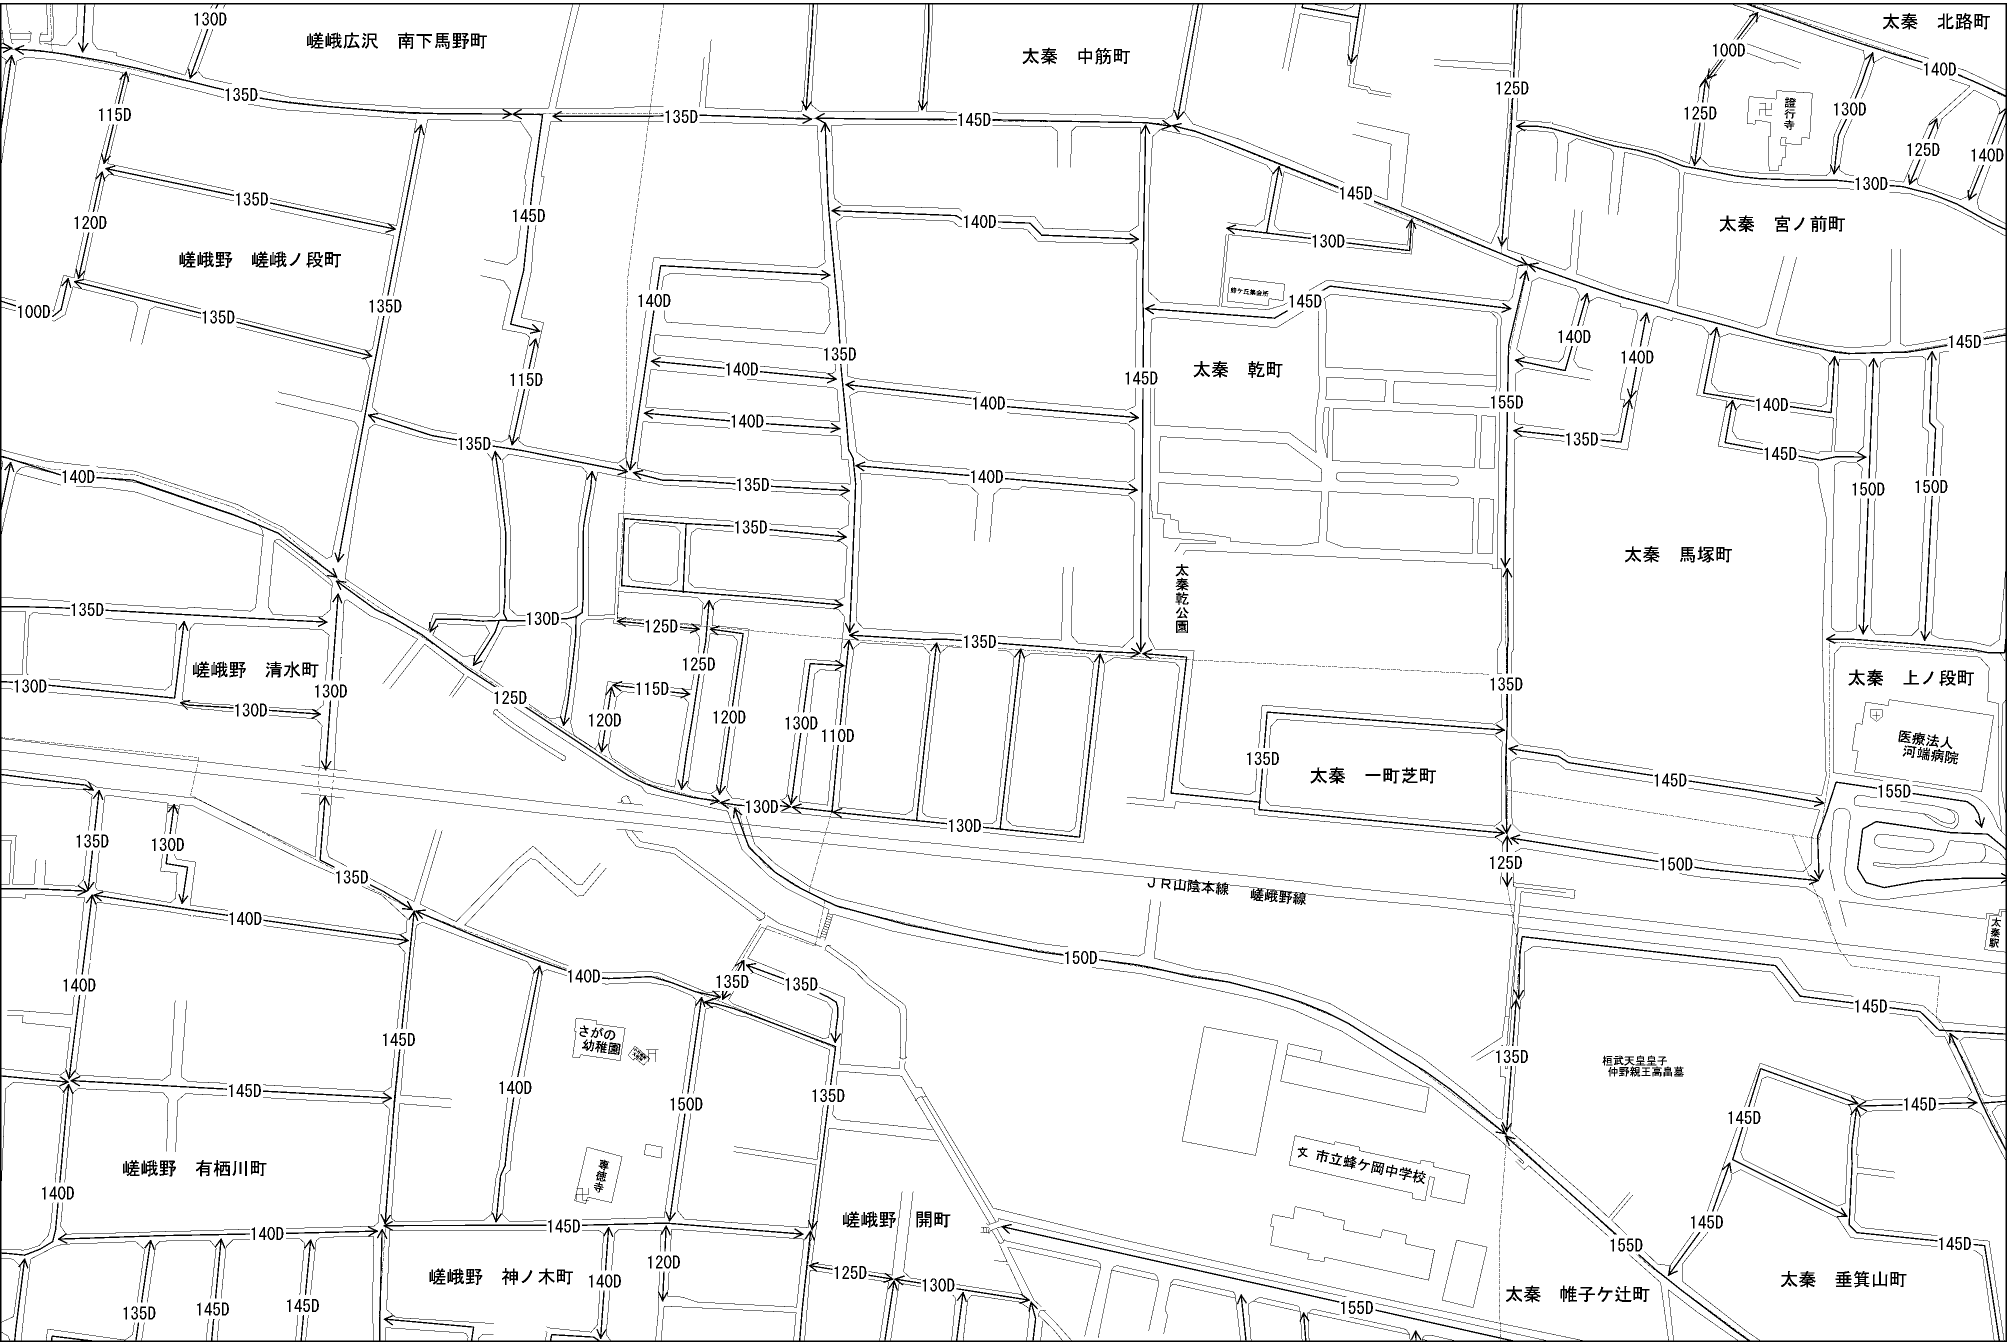 130D
嵯峨広沢　南下馬野町
太秦　中筋町
太秦　北路町
100D
140D
135D
115D
135D
145D
125D
125D
證行寺
130D
125D
140D
130D
135D
120D
145D
140D
145D
130D
太秦　宮ノ前町
嵯峨野　嵯峨ノ段町
100D
135D
135D
140D
蜂ケ丘集会所
145D
135D
140D
140D
145D
115D
140D
140D
145D
太秦　乾町
155D
140D
135D
140D
135D
145D
140D
135D
140D
150D
150D
135D
太秦　馬塚町
太秦乾公園
135D
130D
125D
135D
嵯峨野　清水町
130D
130D
130D
125D
125D
115D
120D
120D
130D
110D
135D
太秦　上ノ段町
医療法人
河端病院
135D
太秦　一町芝町
145D
155D
130D
130D
135D
130D
135D
125D
150D
140D
JR山陰本線　嵯峨野線
太秦駅
150D
140D
140D
135D
135D
145D
145D
さがの
幼稚園
140D
145D
150D
135D
135D
桓武天皇皇子
仲野親王高畠墓
145D
145D
嵯峨野　有栖川町
専徳寺
文 市立蜂ケ岡中学校
140D
140D
145D
嵯峨野　開町
145D
155D
145D
嵯峨野　神ノ木町
120D
140D
125D
130D
135D
145D
145D
155D
太秦　帷子ケ辻町
太秦　垂箕山町